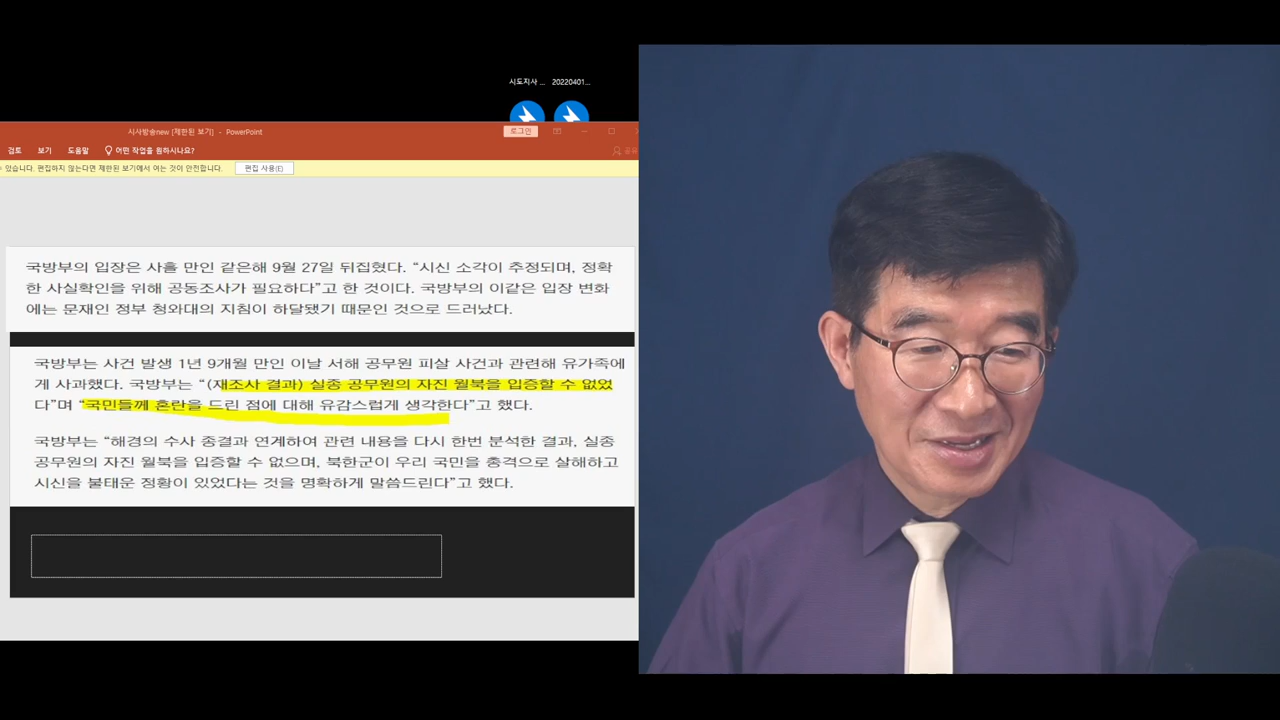 시도지사 ... 20220401...
시사방송new [제한된 보기] - PowerPoint
로그인
검토 보기 도움말 어떤 작업을 원하시나요? 공유
있습니다. 편집하지 않는다면 제한된 보기에서 여는 것이 안전합니다. 편집 사용(E)
국방부의 입장은 사흘 만인 같은해 9월 27일 뒤집혔다. “시신 소각이 추정되며, 정확
한 사실확인을 위해 공동조사가 필요하다”고 한 것이다. 국방부의 이같은 입장 변화
에는 문재인 정부 청와대의 지침이 하달됐기 때문인 것으로 드러났다.
국방부는 사건 발생 1년 9개월 만인 이날 서해 공무원 피살 사건과 관련해 유가족에
게 사과했다. 국방부는 “(재조사 결과) 실종 공무원의 자진 월북을 입증할 수 없었
다”며 “국민들께 혼란을 드린 점에 대해 유감스럽게 생각한다”고 했다.
국방부는 “해경의 수사 종결과 연계하여 관련 내용을 다시 한번 분석한 결과, 실종
공무원의 자진 월북을 입증할 수 없으며, 북한군이 우리 국민을 총격으로 살해하고
시신을 불태운 정황이 있었다는 것을 명확하게 말씀드린다”고 했다.